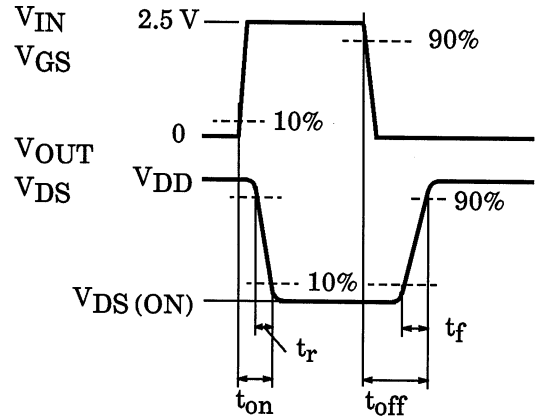 VIN
VGS
2.5 V
90%
10%
0
VOUT
VDS
VDD
90%
10%
VDS (ON)
tr
tf
ton
toff